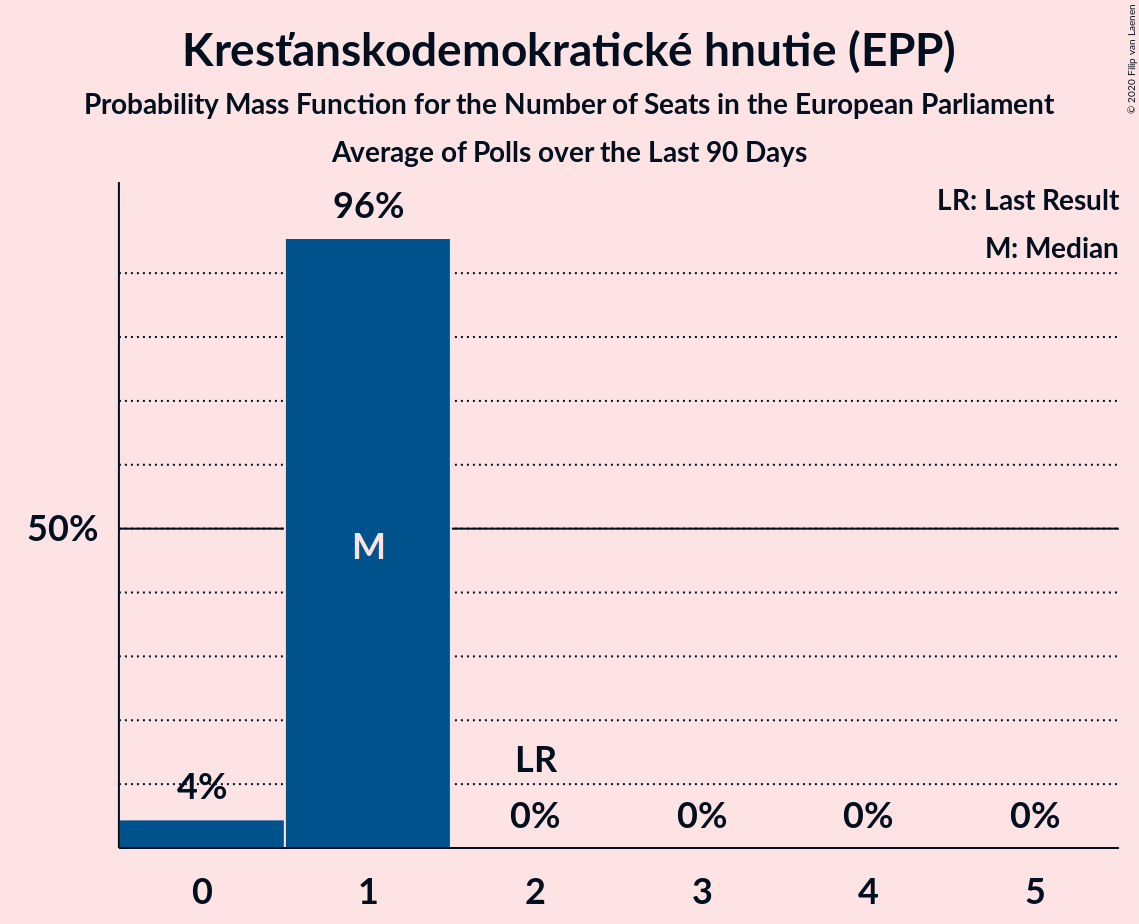 Kresťanskodemokratické hnutie (EPP)
Probability Mass Function for the Number of Seats in the European Parliament
Average of Polls over the Last 90 Days
© 2020 Filip van Laenen
LR: Last Result
M: Median
96%
50%
M
LR
4%
0%
0%
0%
0%
0
1
2
3
4
5